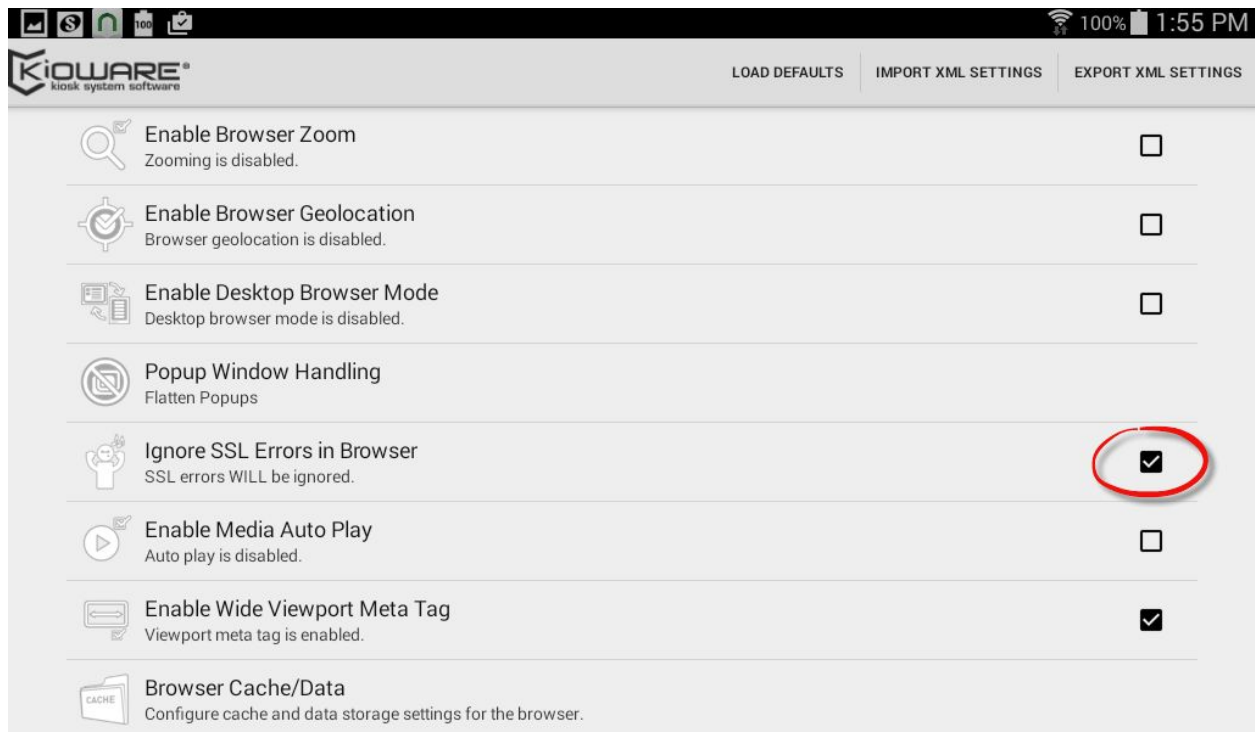 100
100% 1:55 PM
KiOWARE®
kiosk system software
LOAD DEFAULTS IMPORT XML SETTINGS EXPORT XML SETTINGS
Enable Browser Zoom
Zooming is disabled.
Enable Browser Geolocation
Browser geolocation is disabled.
Enable Desktop Browser Mode
Desktop browser mode is disabled.
Popup Window Handling
Flatten Popups
Ignore SSL Errors in Browser
SSL errors WILL be ignored.
Enable Media Auto Play
Auto play is disabled.
Enable Wide Viewport Meta Tag
Viewport meta tag is enabled.
CACHE
Browser Cache/Data
Configure cache and data storage settings for the browser.